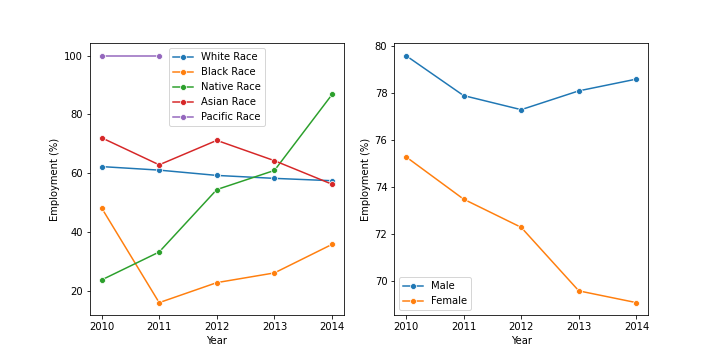 Employment (%)
100
80
60
40
20
White Race
Black Race
Native Race
Asian Race
Pacific Race
2010 2011 2012 2013 2014
Year
Employment (%)
80
78
76
74
72
70
Male
Female
2010 2011 2012 2013 2014
Year